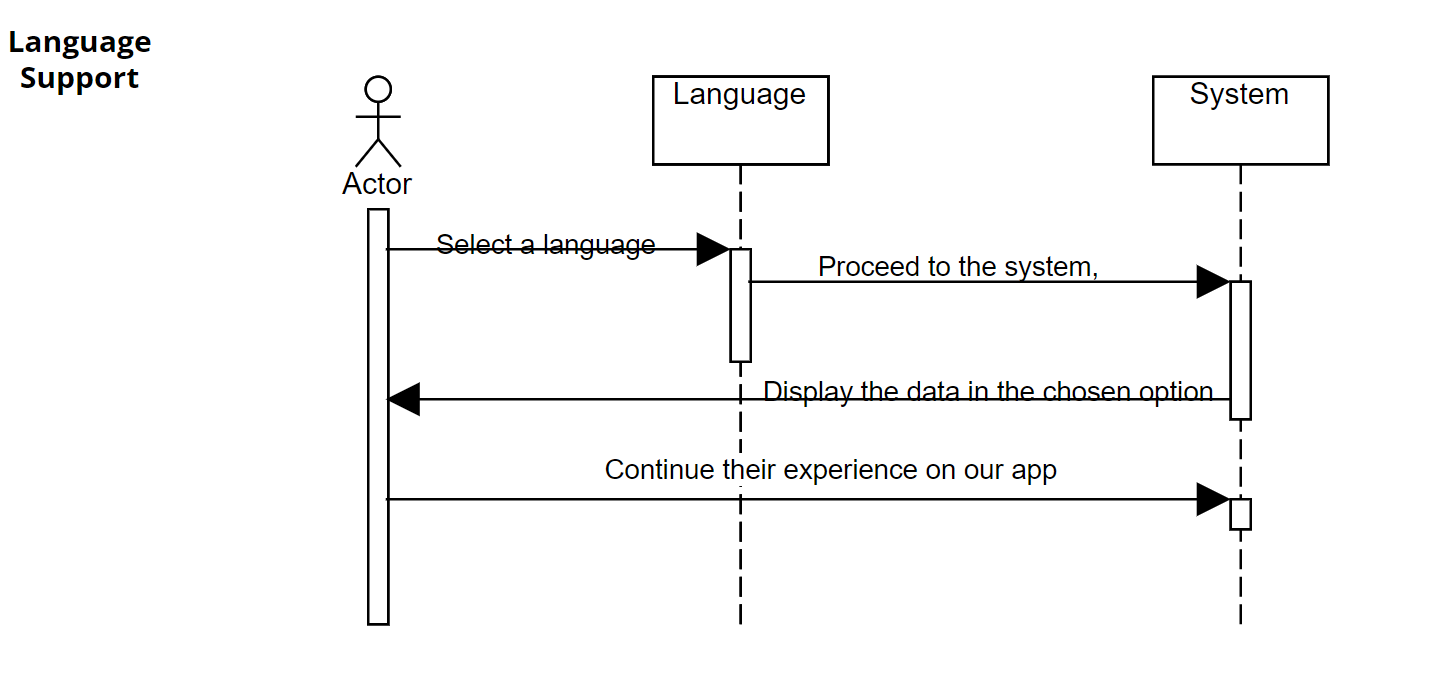 Language
Support
Actor
Language
System
Select a language
Proceed to the system,
Display the data in the chosen option
Continue their experience on our app